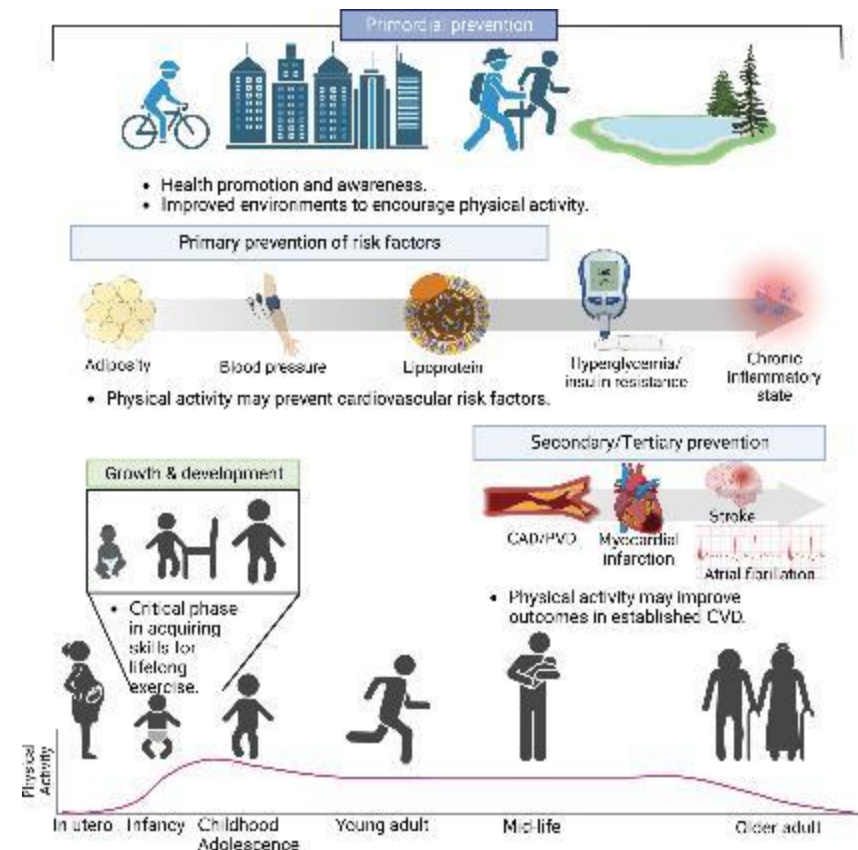 Primordial prevention
• Health promotion and awareness.
• Improved environments to encourage physical activity.
Primary prevention of risk factors
Adiposity
Blood pressure
Lipoprotein
Hyperglycemia/
insulin resistance
Chronic
inflammatory
state
• Physical activity may prevent cardiovascular risk factors.
Secondary/Tertiary prevention
CAD/PVD
Myocardial
infarction
Stroke
Atrial fibrillation
• Physical activity may improve
outcomes in established CVD.
Growth & development
• Critical phase
in acquiring
skills for
lifelong
exercise.
Physical
Activity
In utero
Infancy
Childhood
Adolescence
Young adult
Mid-life
Older adult